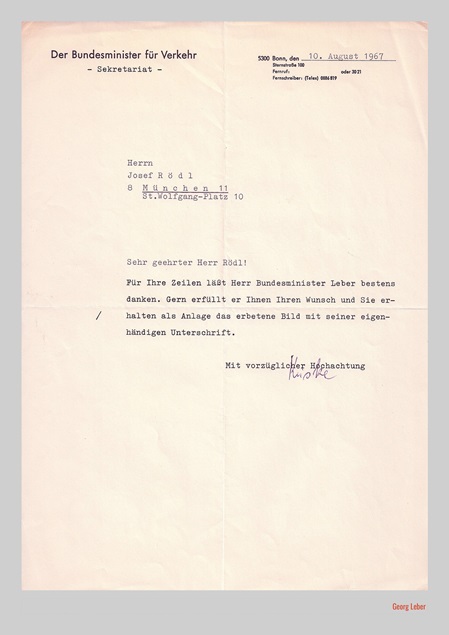 Der Bundesminister für Verkehr
– Sekretariat –
5300 Bonn, den 10. August 1967
Sternstraße 100
Fernruf: oder 3021
Fernschreiber: (Telex) 0886 819
Herrn
Josef R ö d l
8 M ü n c h e n 11
St.Wolfgang-Platz 10
Sehr geehrter Herr Rödl!
Für Ihre Zeilen läßt Herr Bundesminister Leber bestens
danken. Gern erfüllt er Ihnen Ihren Wunsch und Sie er-
/ halten als Anlage das erbetene Bild mit seiner eigen-
händigen Unterschrift.
Mit vorzüglicher Hochachtung
Georg Leber